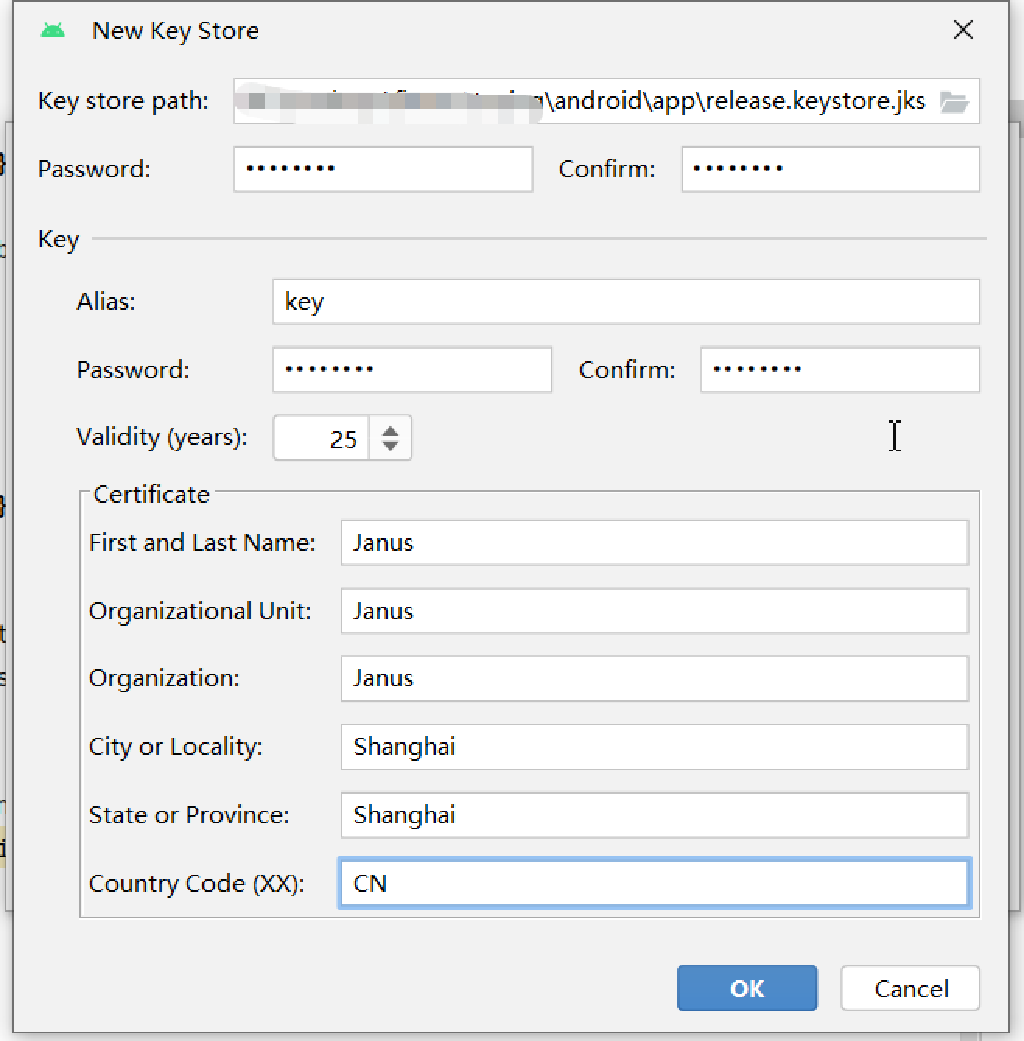 New Key Store
Key store path: \android\app\release.keystore.jks
Password: •••••••• Confirm: ••••••••
Key
Alias: key
Password: •••••••• Confirm: ••••••••
Validity (years): 25
Certificate
First and Last Name: Janus
Organizational Unit: Janus
Organization: Janus
City or Locality: Shanghai
State or Province: Shanghai
Country Code (XX): CN
OK Cancel